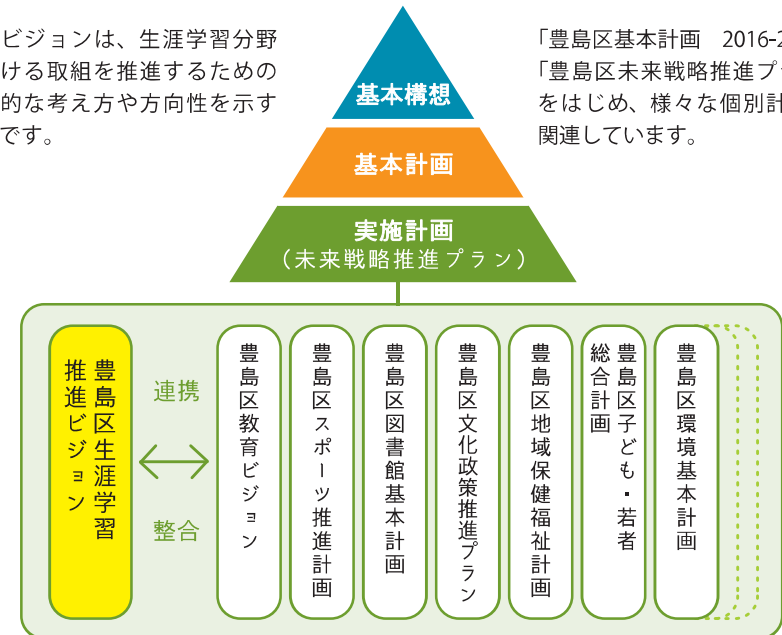 ビジョンは、生涯学習分野
ける取組を推進するための
的な考え方や方向性を示す
です。
「豊島区基本計画　2016-2
「豊島区未来戦略推進プ
をはじめ、様々な個別計
関連しています。
基本構想
基本計画
実施計画
（未来戦略推進プラン）
豊島区生涯学習
推進ビジョン
連携
整合
豊島区教育ビジョン
豊島区スポーツ推進計画
豊島区図書館基本計画
豊島区文化政策推進プラン
豊島区地域保健福祉計画
豊島区子ども・若者
総合計画
豊島区環境基本計画